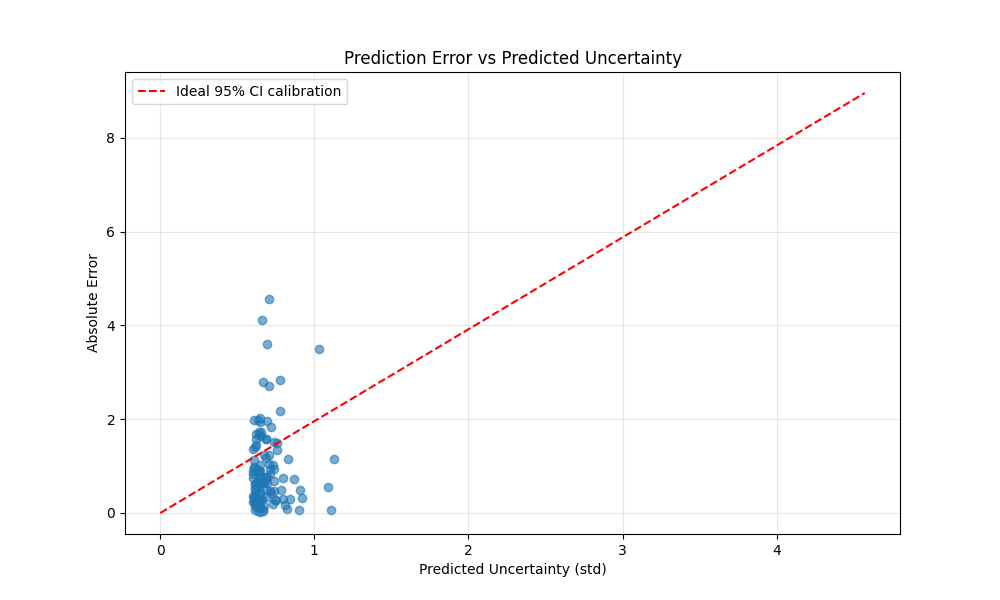 Prediction Error vs Predicted Uncertainty
Ideal 95% CI calibration
Absolute Error
8
6
4
2
0
0 1 2 3 4
Predicted Uncertainty (std)